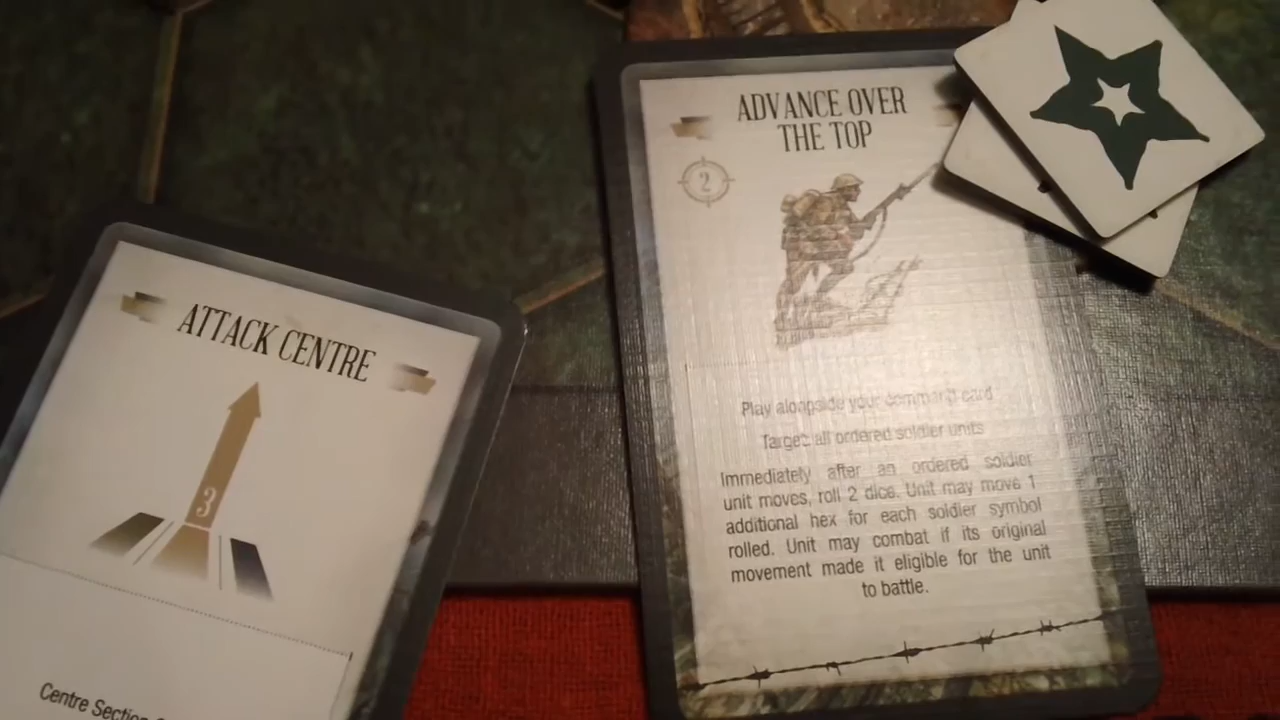 ATTACK CENTRE
3
Centre Section
ADVANCE OVER
THE TOP
2
Play alongside your command card
Target all ordered soldier units
Immediately after an ordered soldier
unit moves, roll 2 dice. Unit may move 1
additional hex for each soldier symbol
rolled. Unit may combat if its original
movement made it eligible for the unit
to battle.